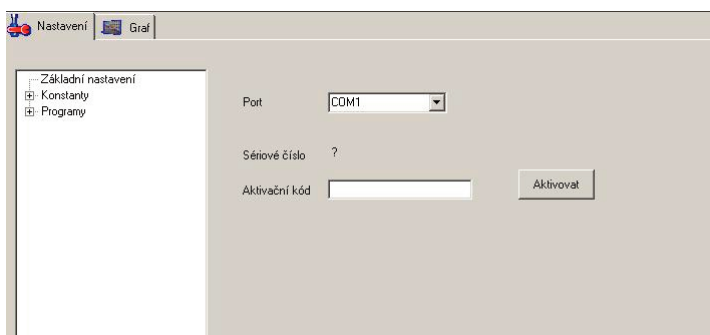 Nastavení Graf
Základní nastavení
Konstanty
Programy
Port COM1
Sériové číslo ?
Aktivační kód Aktivovat